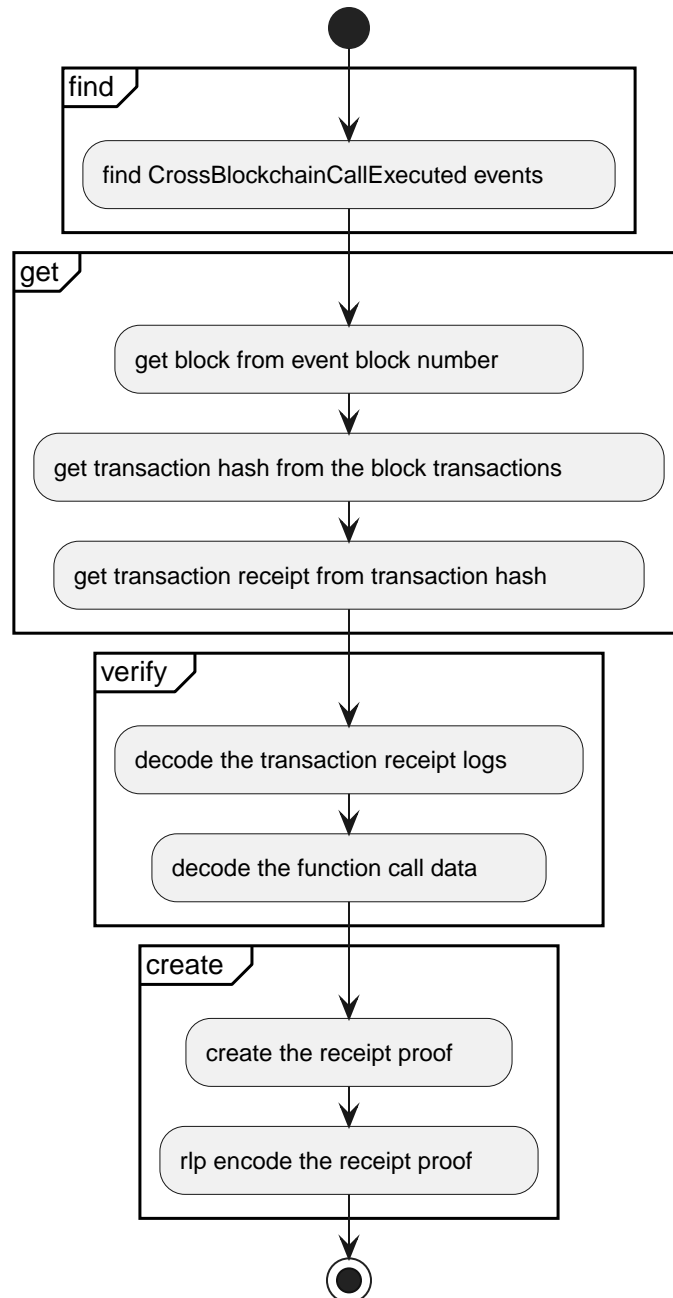 find
find CrossBlockchainCallExecuted events
get
get block from event block number
get transaction hash from the block transactions
get transaction receipt from transaction hash
verify
decode the transaction receipt logs
decode the function call data
create
create the receipt proof
rlp encode the receipt proof